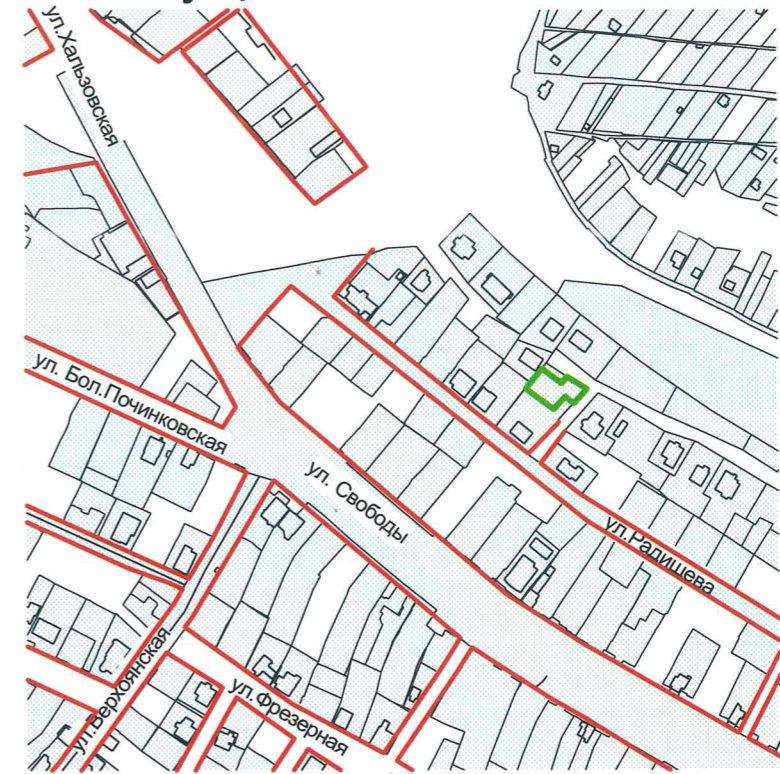 ул.Хальзовская
ул. Бол.Починковская
ул. Свободы
ул.Радищева
ул.Верхоянская
ул.Фрезерная